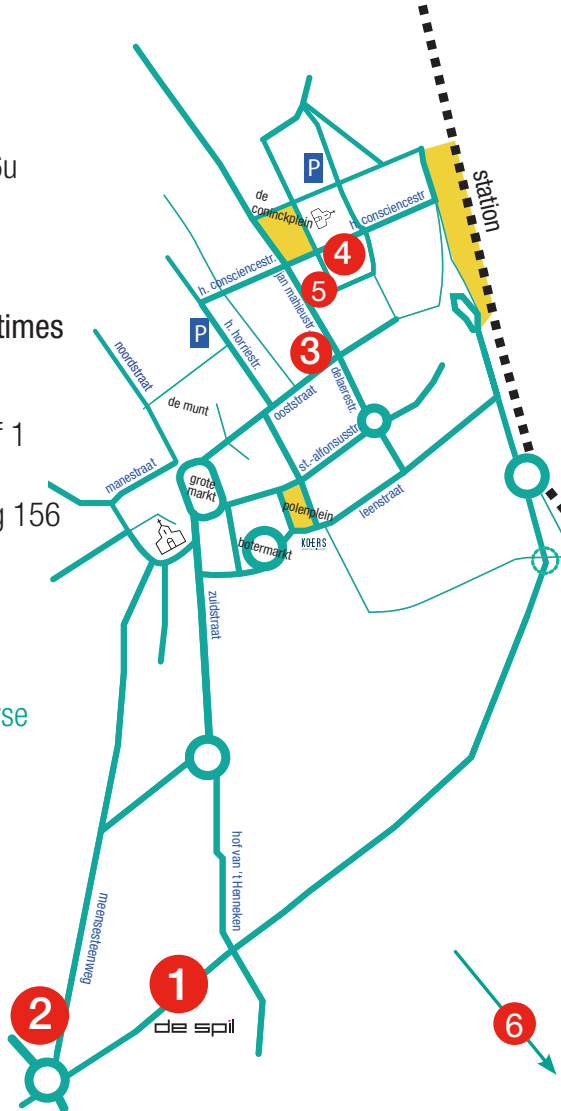 6u
station
P
de
coninckplein
h. consciencestr
4
h. consciencestr.
5
jan mahieustr.
times
P
h. horriestr.
3
noordstraat
de munt
ooststraat
delaerestr.
f 1
st.-alfonsusstr
manestraat
grote
markt
g 156
polenplein
leenstraat
KOERS
botermarkt
zuidstraat
rse
hof van 't Henneken
meensesteenweg
1
de spil
2
6